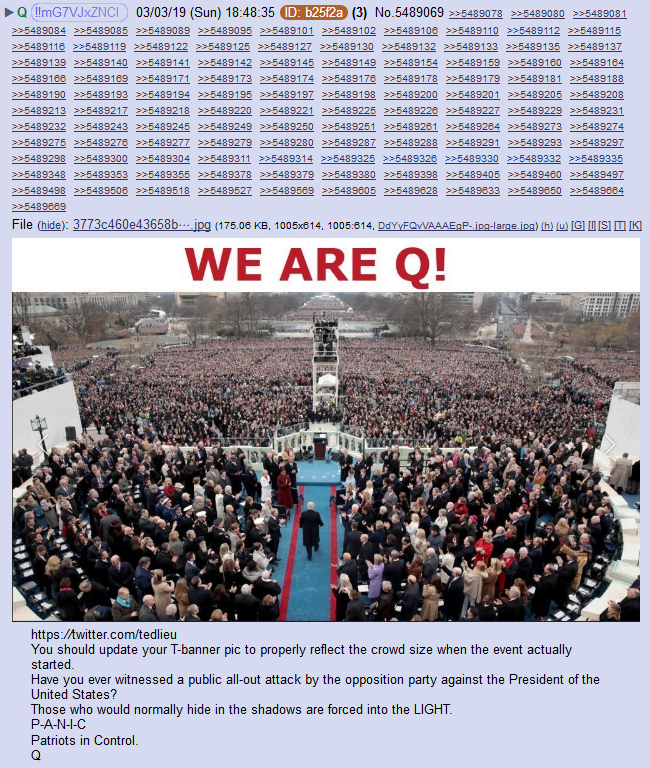 ▶ Q !!mG7VJxZNCI 03/03/19 (Sun) 18:48:35 ID: b25f2a (3) No.5489069 >>5489078 >>5489080 >>5489081
>>5489084 >>5489085 >>5489089 >>5489095 >>5489101 >>5489102 >>5489106 >>5489110 >>5489112 >>5489115
>>5489116 >>5489119 >>5489122 >>5489125 >>5489127 >>5489130 >>5489132 >>5489133 >>5489135 >>5489137
>>5489139 >>5489140 >>5489141 >>5489142 >>5489145 >>5489149 >>5489154 >>5489159 >>5489160 >>5489164
>>5489166 >>5489169 >>5489171 >>5489173 >>5489174 >>5489176 >>5489178 >>5489179 >>5489181 >>5489188
>>5489190 >>5489193 >>5489194 >>5489195 >>5489197 >>5489198 >>5489200 >>5489201 >>5489205 >>5489208
>>5489213 >>5489217 >>5489218 >>5489220 >>5489221 >>5489225 >>5489226 >>5489227 >>5489229 >>5489231
>>5489232 >>5489243 >>5489245 >>5489249 >>5489250 >>5489251 >>5489261 >>5489264 >>5489273 >>5489274
>>5489275 >>5489276 >>5489277 >>5489279 >>5489280 >>5489287 >>5489288 >>5489291 >>5489293 >>5489297
>>5489298 >>5489300 >>5489304 >>5489311 >>5489314 >>5489325 >>5489326 >>5489330 >>5489332 >>5489335
>>5489348 >>5489353 >>5489355 >>5489378 >>5489379 >>5489380 >>5489398 >>5489405 >>5489460 >>5489497
>>5489498 >>5489506 >>5489518 >>5489527 >>5489569 >>5489605 >>5489628 >>5489633 >>5489650 >>5489664
>>5489669
File (hide): 3773c460e43658b⋯.jpg (175.06 KB, 1005x614, 1005:614, DdYyFQvVAAAEgP-.jpg-large.jpg) (h) (u) [G] [I] [S] [T] [K]
WE ARE Q!
https://twitter.com/tedlieu
You should update your T-banner pic to properly reflect the crowd size when the event actually
started.
Have you ever witnessed a public all-out attack by the opposition party against the President of the
United States?
Those who would normally hide in the shadows are forced into the LIGHT.
P-A-N-I-C
Patriots in Control.
Q